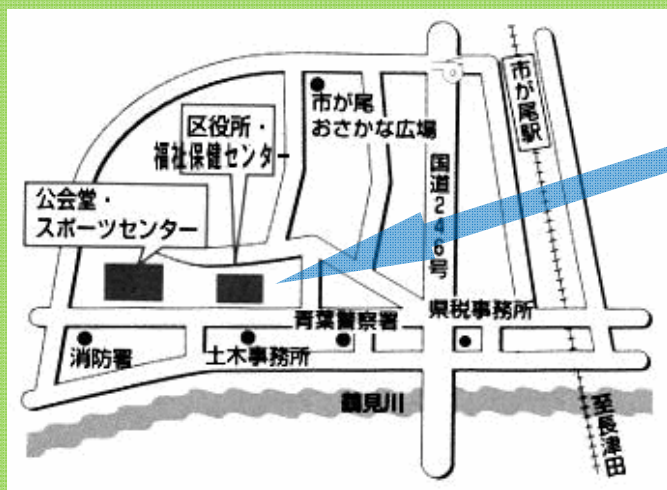 市が尾駅
市が尾
おさかな広場
区役所・
福祉保健センター
国道246号
公会堂・
スポーツセンター
県税事務所
青葉警察署
消防署
土木事務所
鶴見川
至長津田